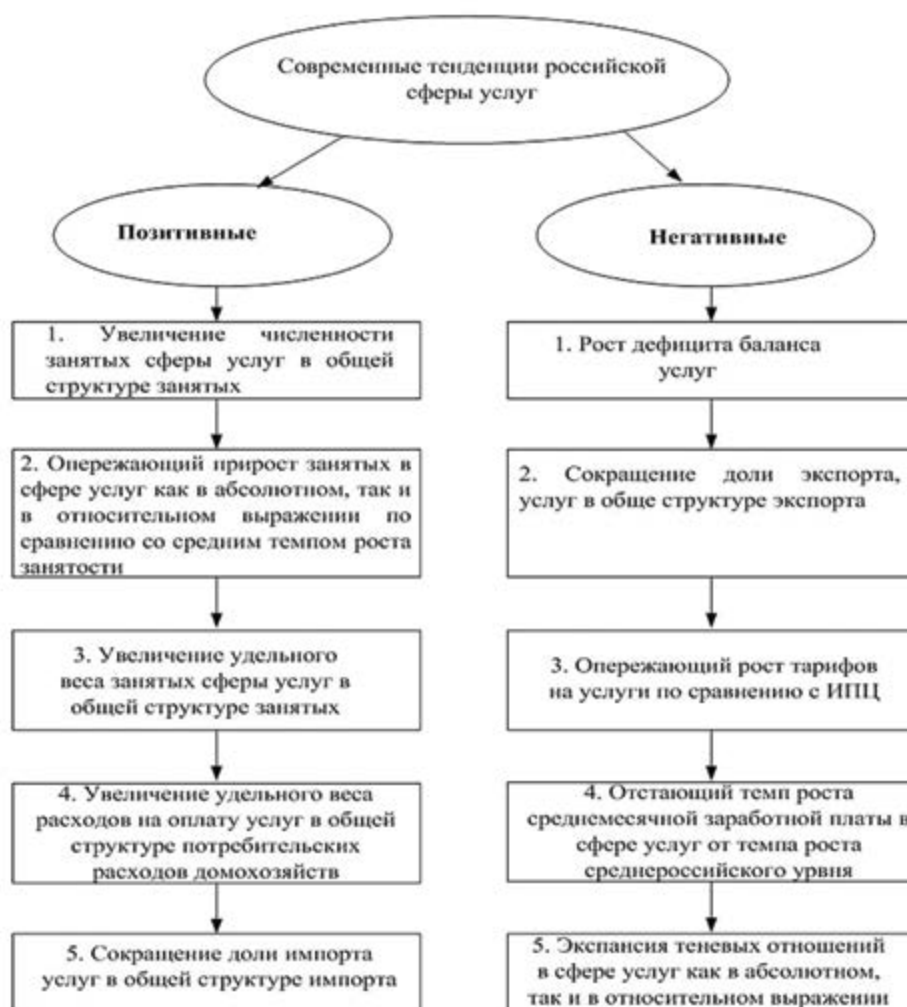 Современные тенденции российской
сферы услуг
Позитивные
Негативные
1. Увеличение численности
занятых сферы услуг в общей
структуре занятых
1. Рост дефицита баланса
услуг
2. Опережающий прирост занятых в
сфере услуг как в абсолютном, так и
в относительном выражении по
сравнению со средним темпом роста
занятости
2. Сокращение доли экспорта,
услуг в обще структуре экспорта
3. Увеличение удельного
веса занятых сферы услуг в
общей структуре занятых
3. Опережающий рост тарифов
на услуги по сравнению с ИПЦ
4. Увеличение удельного веса
расходов на оплату услуг в общей
структуре потребительских
расходов домохозяйств
4. Отстающий темп роста
среднемесячной заработной платы в
сфере услуг от темпа роста
среднероссийского урвня
5. Сокращение доли импорта
услуг в общей структуре импорта
5. Экспансия теневых отношений
в сфере услуг как в абсолютном,
так и в относительном выражении